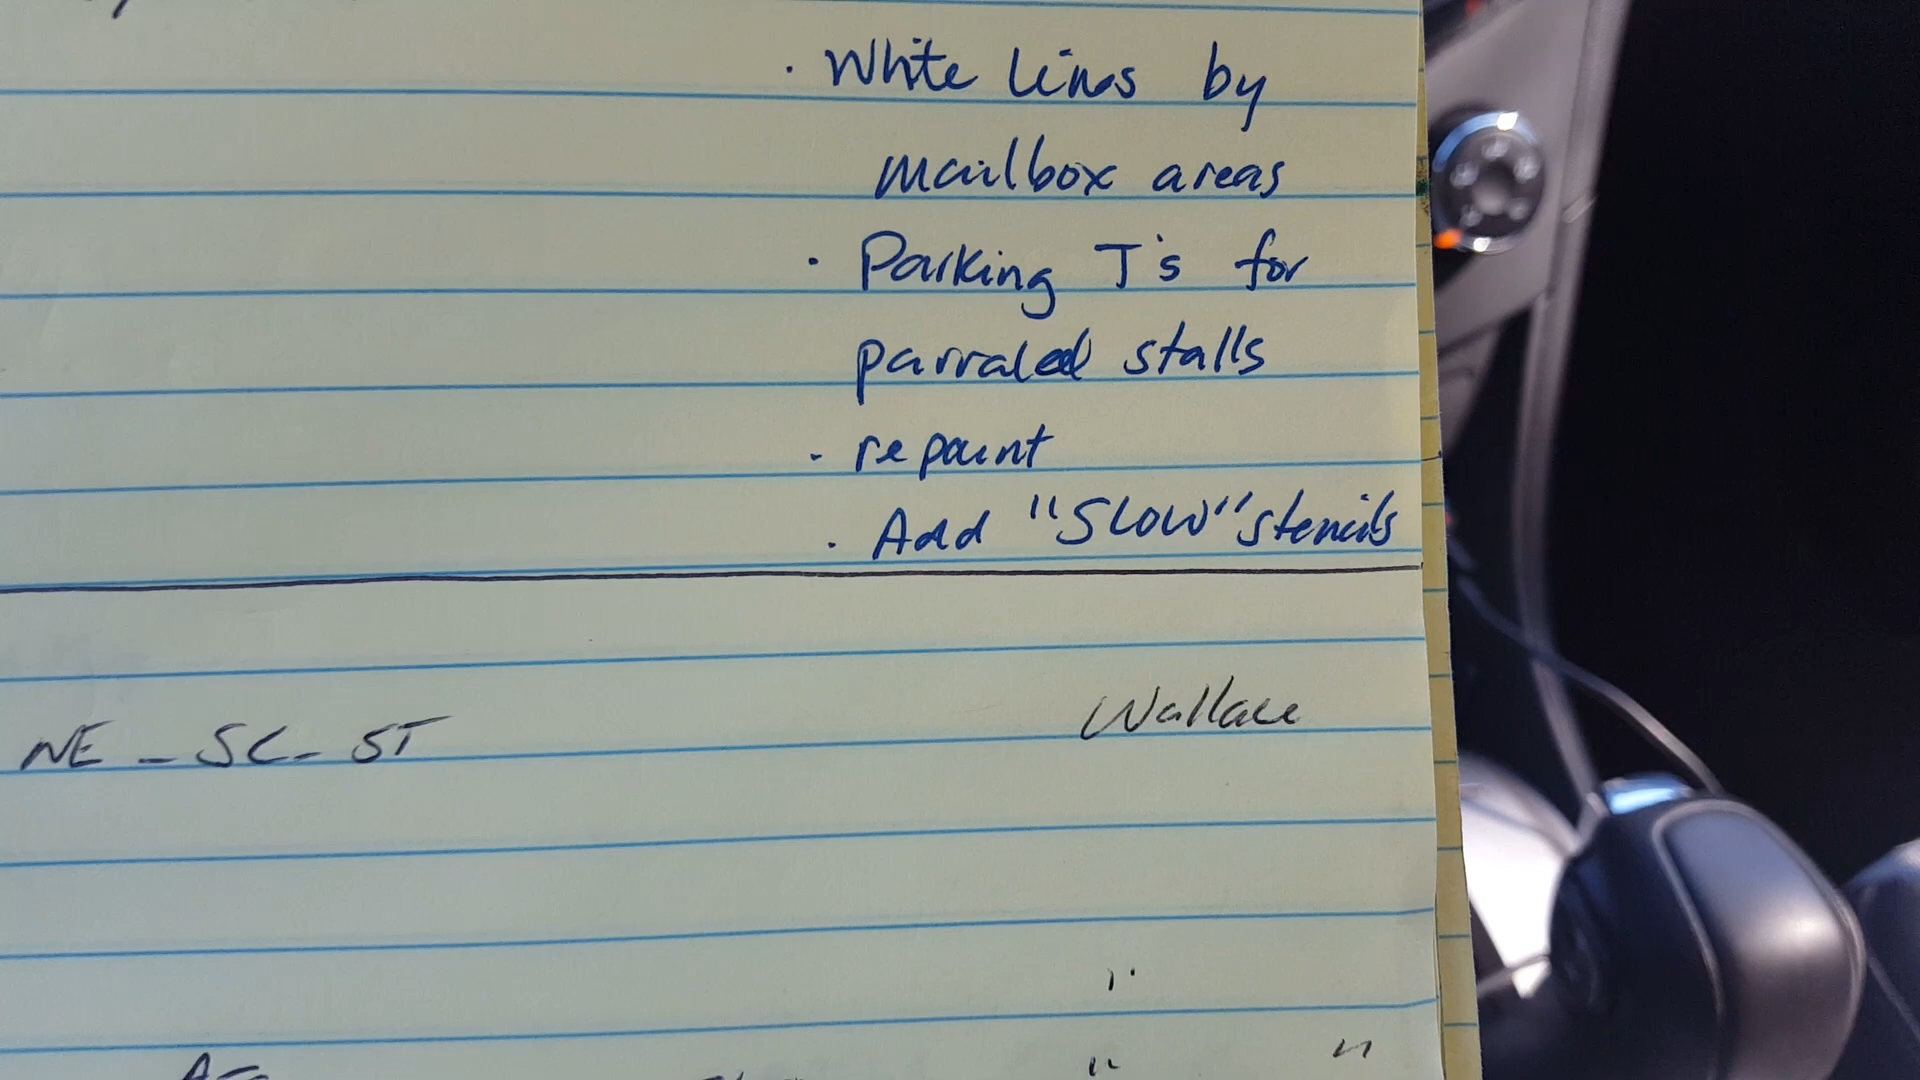 · White lines by
mailbox areas
· Parking T's for
parraled stalls
· repaint
· Add "SLOW" stencils
NE - SC - ST Wallace
"
" "